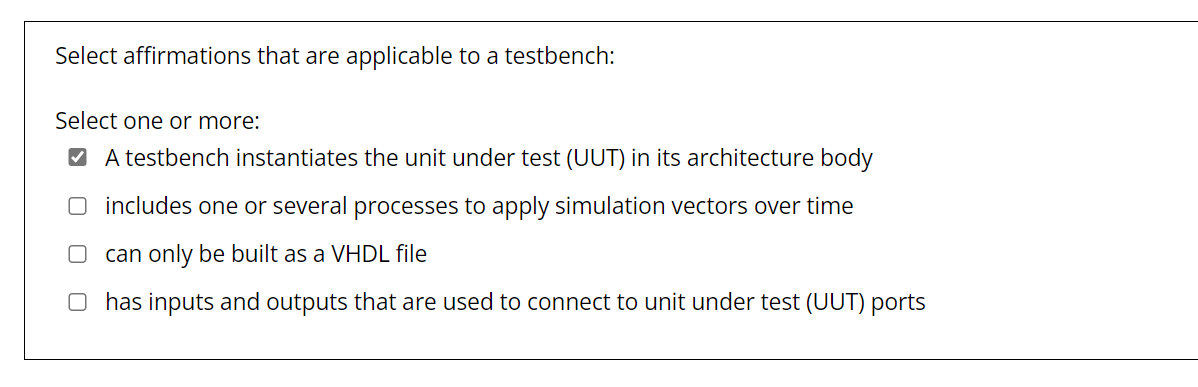 Select affirmations that are applicable to a testbench:
Select one or more:
A testbench instantiates the unit under test (UUT) in its architecture body
includes one or several processes to apply simulation vectors over time
can only be built as a VHDL file
has inputs and outputs that are used to connect to unit under test (UUT) ports